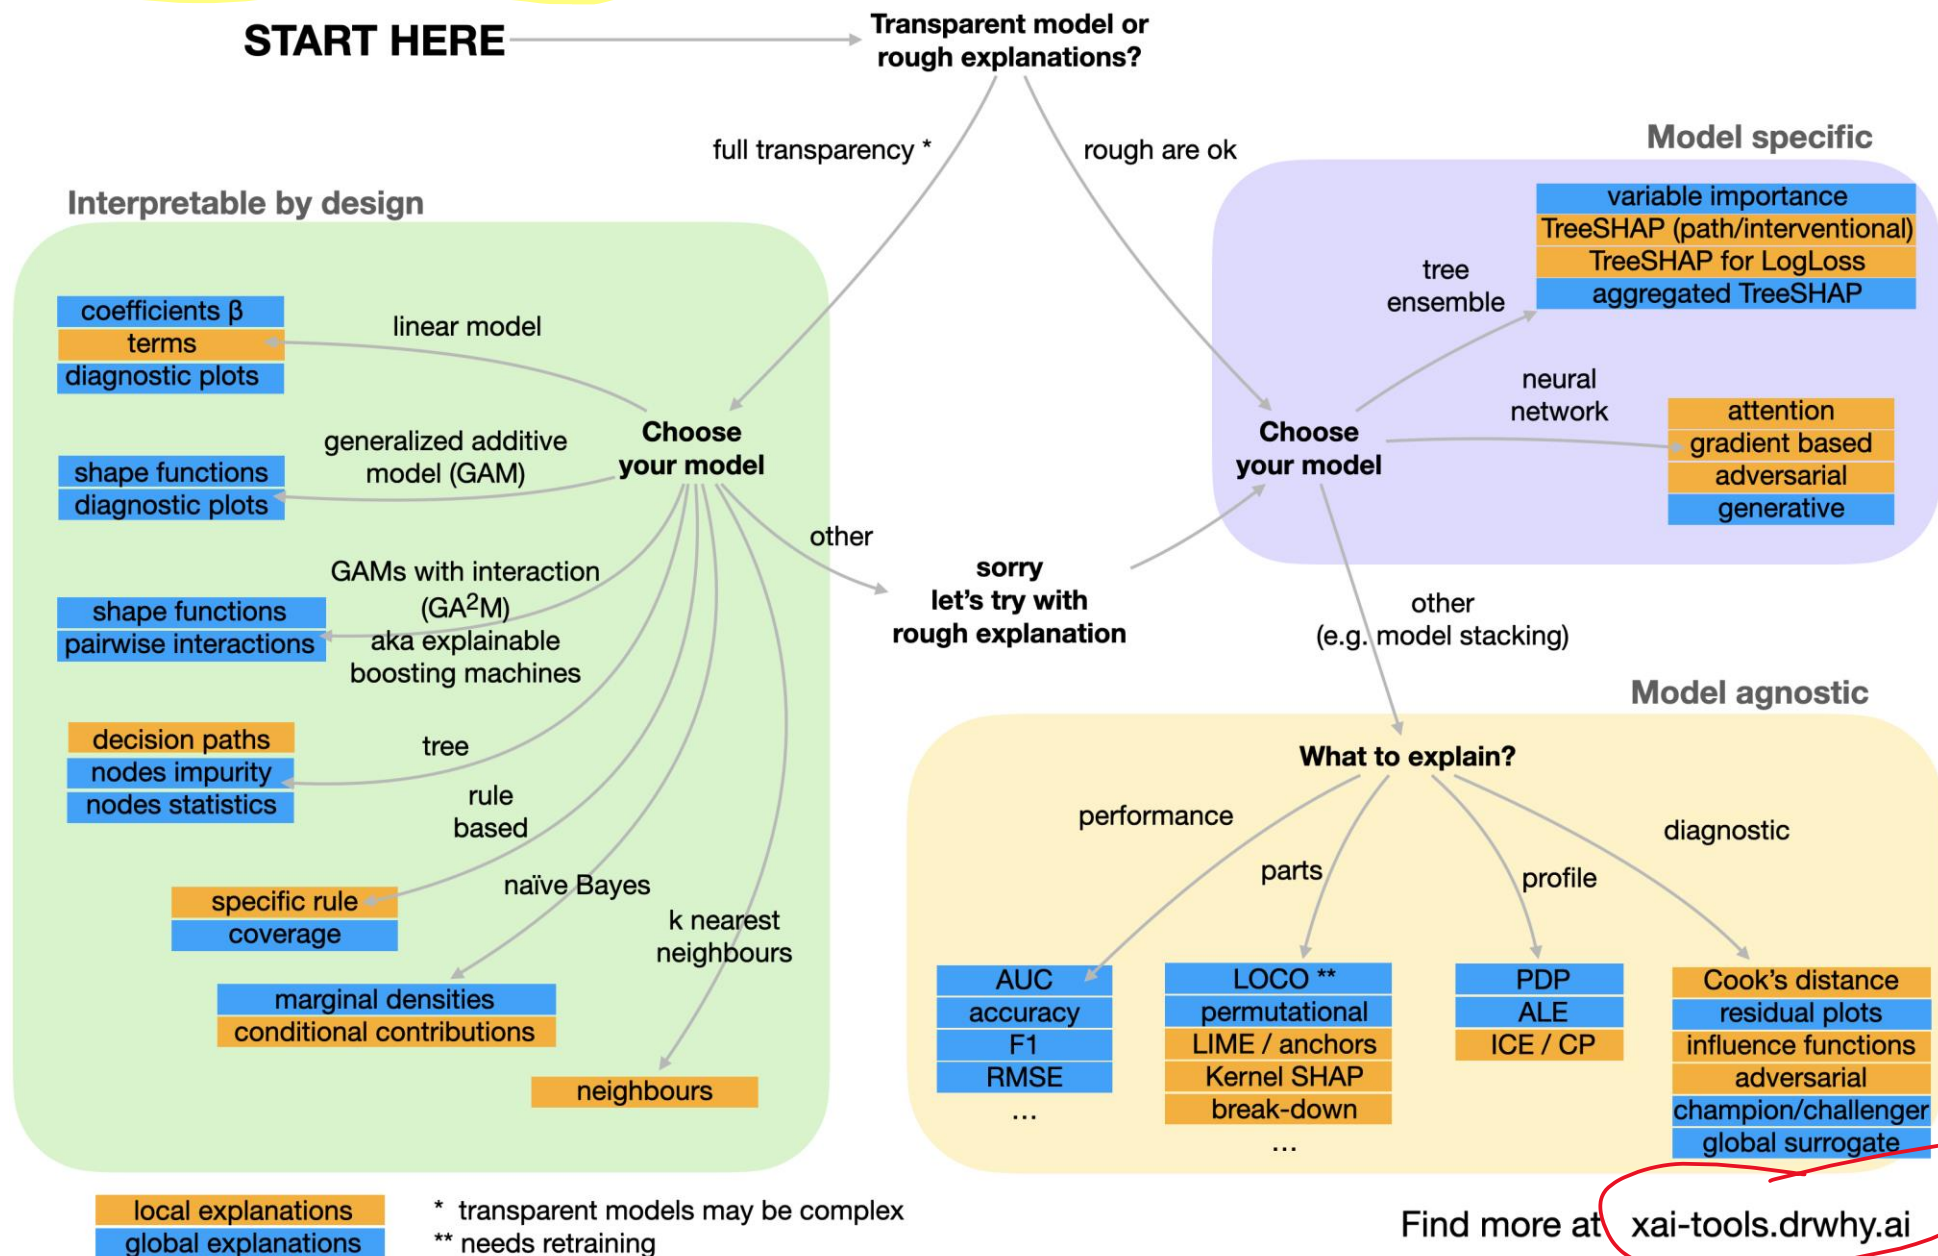 START HERE
Transparent model or
rough explanations?
full transparency *
rough are ok
Interpretable by design
coefficients β
terms
diagnostic plots
linear model
Choose
your model
generalized additive
model (GAM)
shape functions
diagnostic plots
GAMs with interaction
(GA²M)
aka explainable
boosting machines
shape functions
pairwise interactions
decision paths
nodes impurity
nodes statistics
tree
rule
based
specific rule
coverage
naïve Bayes
marginal densities
conditional contributions
k nearest
neighbours
neighbours
other
sorry
let's try with
rough explanation
Model specific
variable importance
TreeSHAP (path/interventional)
TreeSHAP for LogLoss
aggregated TreeSHAP
tree
ensemble
neural
network
attention
gradient based
adversarial
generative
Choose
your model
other
(e.g. model stacking)
Model agnostic
What to explain?
performance
parts
profile
diagnostic
AUC
accuracy
F1
RMSE
...
LOCO **
permutational
LIME / anchors
Kernel SHAP
break-down
...
PDP
ALE
ICE / CP
Cook's distance
residual plots
influence functions
adversarial
champion/challenger
global surrogate
local explanations
global explanations
* transparent models may be complex
** needs retraining
Find more at xai-tools.drwhy.ai